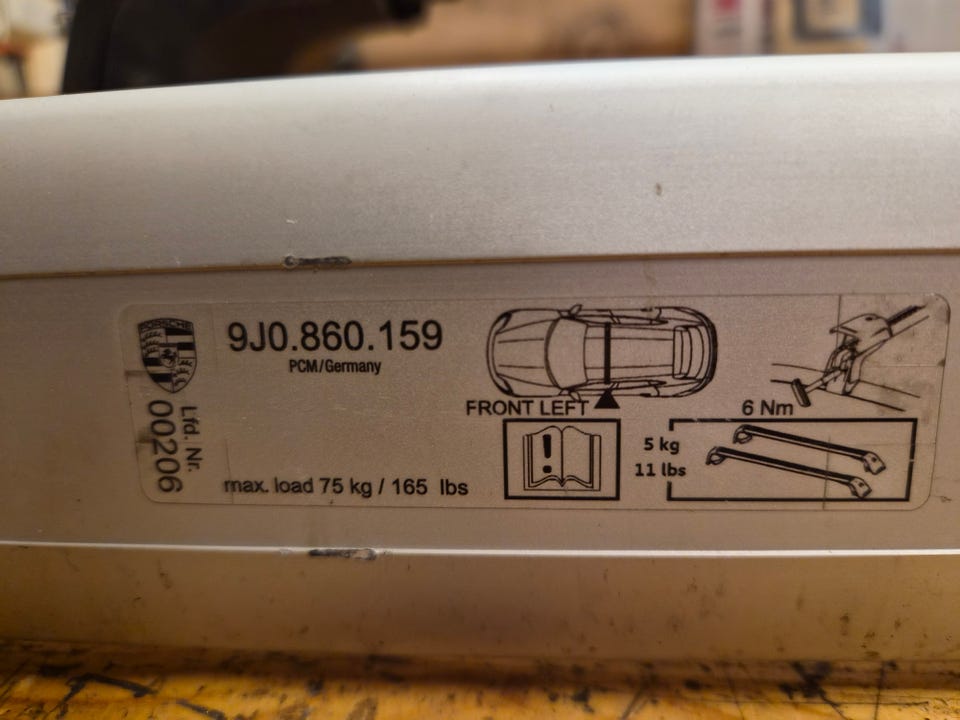 PORSCHE
9J0.860.159
PCM/Germany
Lfd. Nr.
00206
max. load 75 kg / 165 lbs
FRONT LEFT
6 Nm
!
5 kg
11 lbs